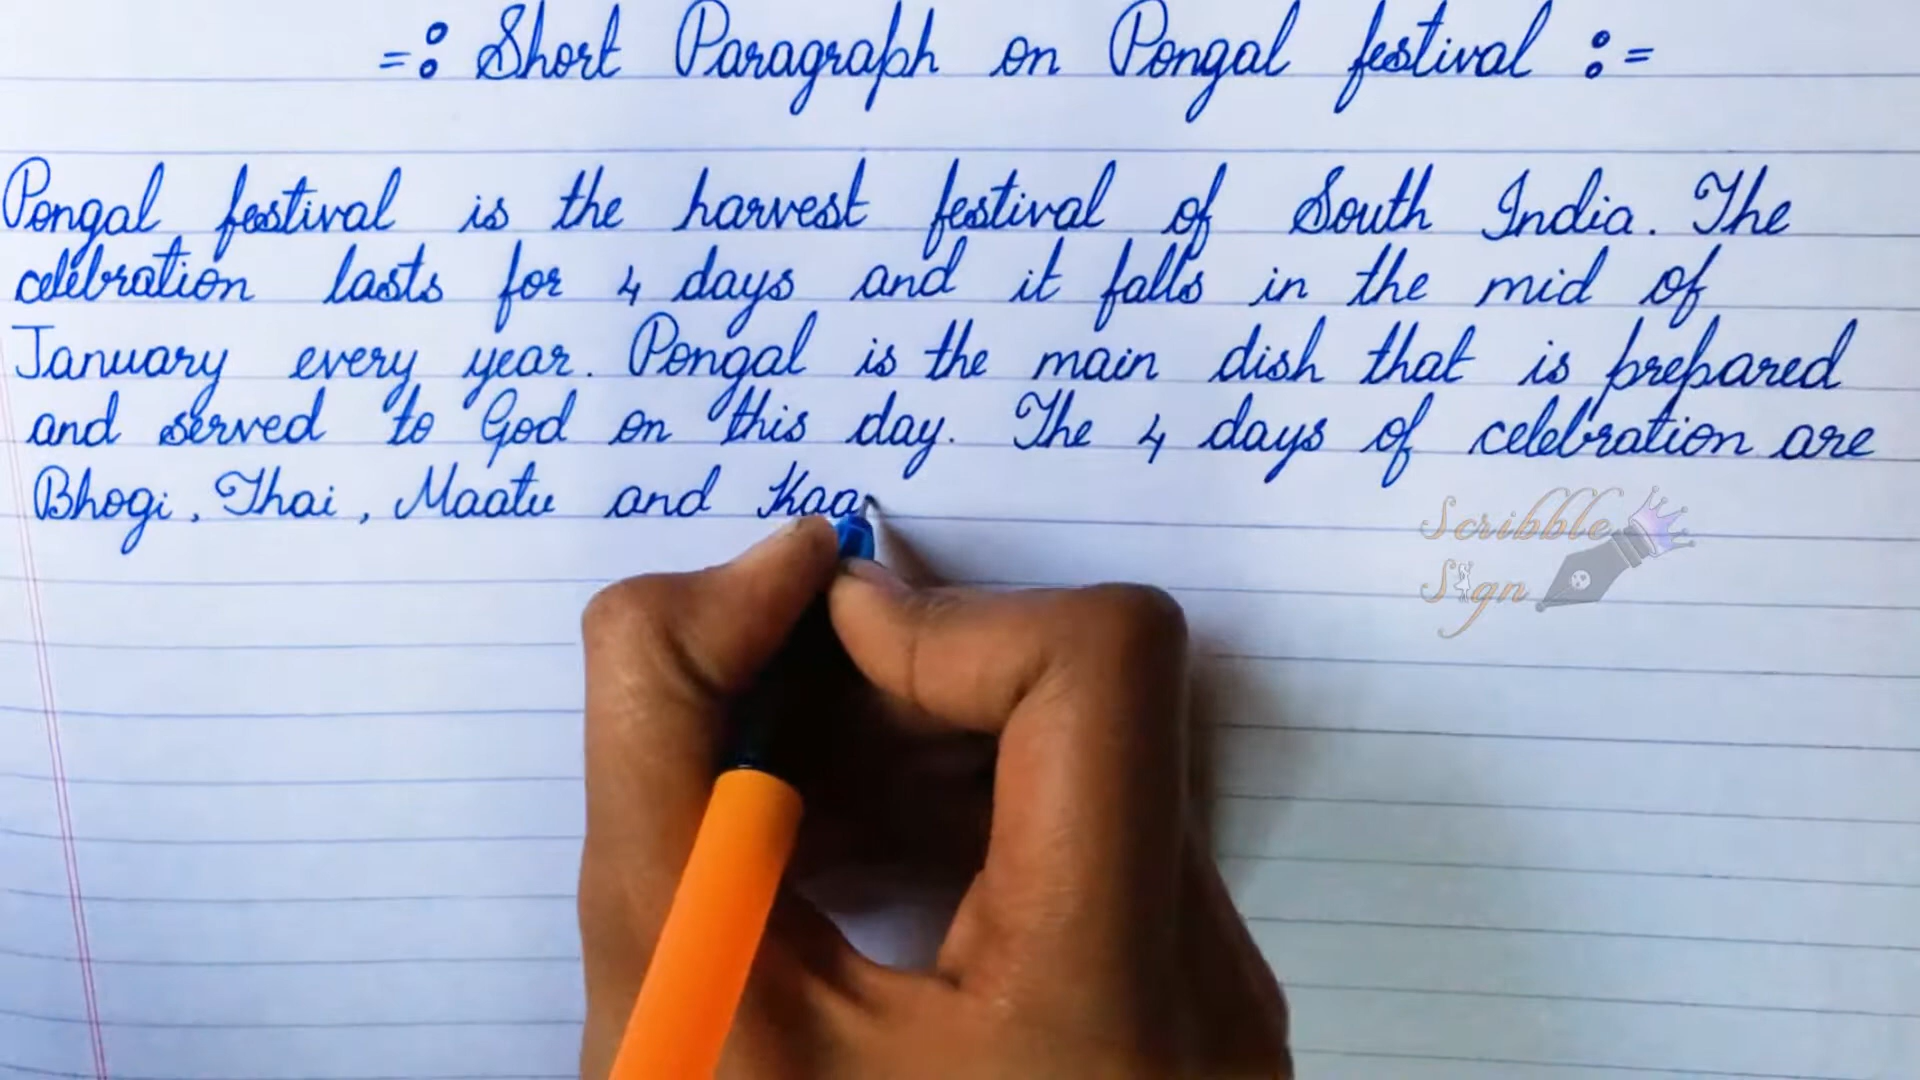 =: Short Paragraph on Pongal festival :=
Pongal festival is the harvest festival of South India. The
celebration lasts for 4 days and it falls in the mid of
January every year. Pongal is the main dish that is prepared
and served to God on this day. The 4 days of celebration are
Bhogi, Thai, Maatu and Kaa
Scribble
Sign